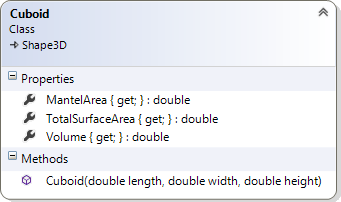 Cuboid
Class
Shape3D
Properties
MantelArea { get; } : double
TotalSurfaceArea { get; } : double
Volume { get; } : double
Methods
Cuboid(double length, double width, double height)